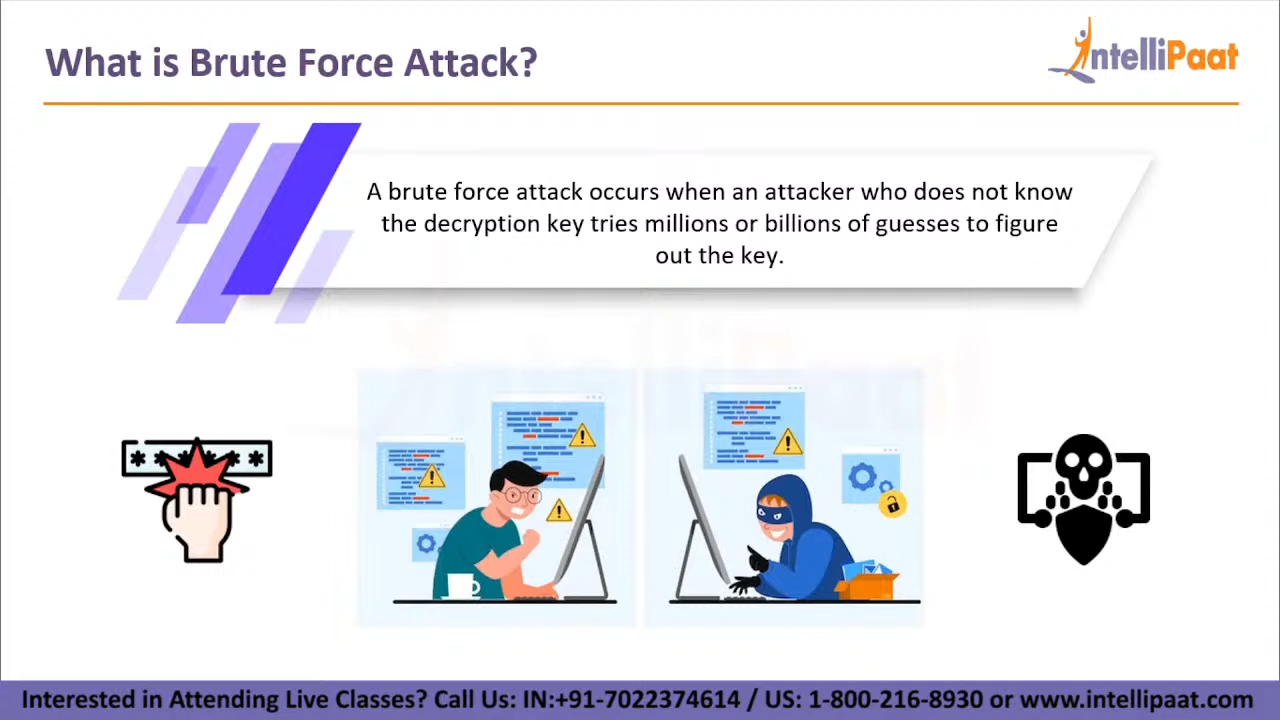 What is Brute Force Attack?
IntelliPaat
A brute force attack occurs when an attacker who does not know
the decryption key tries millions or billions of guesses to figure
out the key.
*****
Interested in Attending Live Classes? Call Us: IN:+91-7022374614 / US: 1-800-216-8930 or www.intellipaat.com